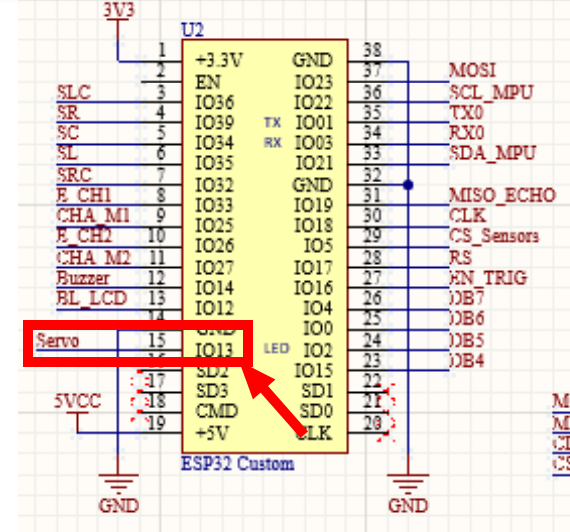 3V3
U2
1 +3.3V GND 38
2 EN IO23 37 MOSI
SLC 3 IO36 IO22 36 SCL_MPU
SR 4 IO39 TX IO01 35 TX0
SC 5 IO34 RX IO03 34 RX0
SL 6 IO35 IO21 33 SDA_MPU
SRC 7 IO32 GND 32
E_CH1 8 IO33 IO19 31 MISO_ECHO
CHA_M1 9 IO25 IO18 30 CLK
E_CH2 10 IO26 IO5 29 CS_Sensors
CHA_M2 11 IO27 IO17 28 RS
Buzzer 12 IO14 IO16 27 EN_TRIG
BL_LCD 13 IO12 IO4 26 DB7
14 GND IO0 25 DB6
Servo 15 IO13 LED IO2 24 DB5
16 SD2 IO15 23 DB4
17 SD3 SD1 22
5VCC 18 CMD SD0 21
19 +5V CLK 20
ESP32 Custom
GND GND